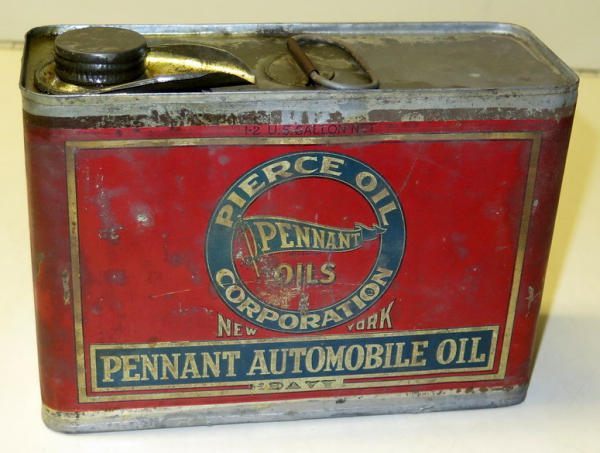 1-2 U.S. GALLON NET
PIERCE OIL
PENNANT
OILS
CORPORATION
NEW YORK
PENNANT AUTOMOBILE OIL
HEAVY